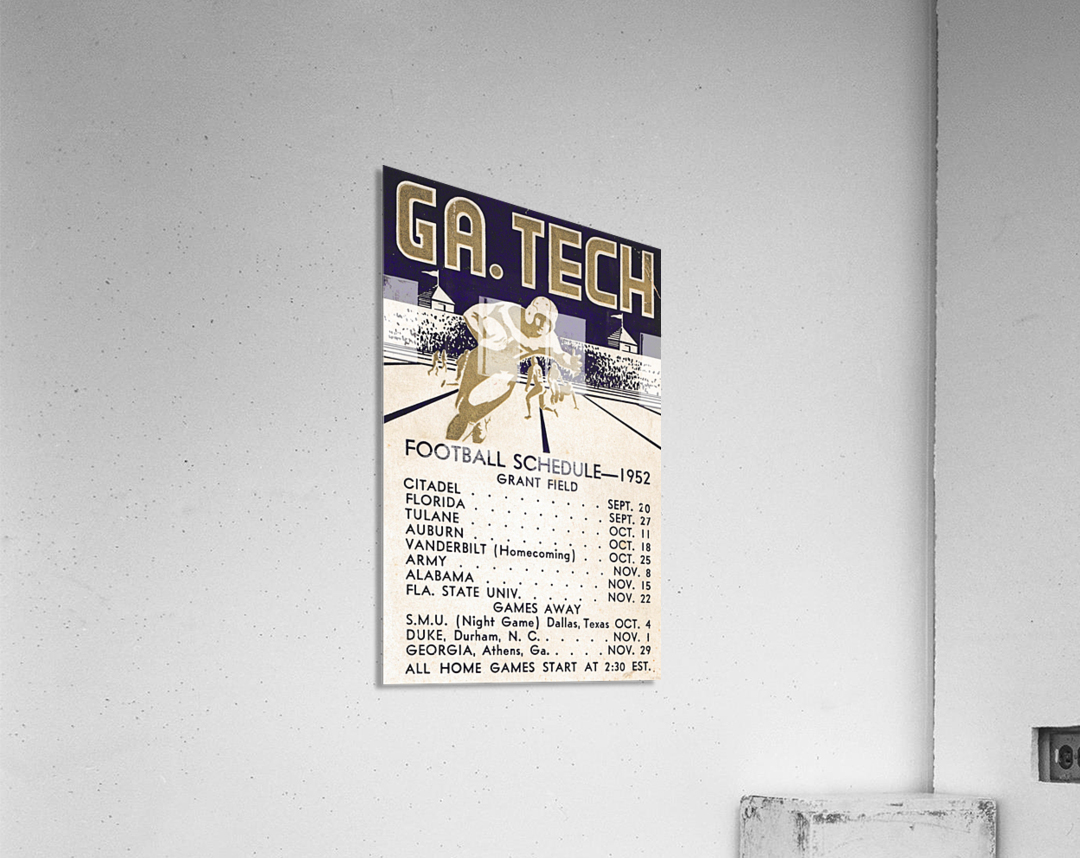 GA. TECH
FOOTBALL SCHEDULE—1952
GRANT FIELD
CITADEL . . . . . . . . SEPT. 20
FLORIDA . . . . . . . . SEPT. 27
TULANE . . . . . . . . OCT. 11
AUBURN . . . . . . . . OCT. 18
VANDERBILT (Homecoming) . . OCT. 25
ARMY . . . . . . . . . NOV. 8
ALABAMA . . . . . . . . NOV. 15
FLA. STATE UNIV. . . . . . NOV. 22
GAMES AWAY
S.M.U. (Night Game) Dallas, Texas OCT. 4
DUKE, Durham, N. C. . . . . . NOV. 1
GEORGIA, Athens, Ga. . . . . NOV. 29
ALL HOME GAMES START AT 2:30 EST.